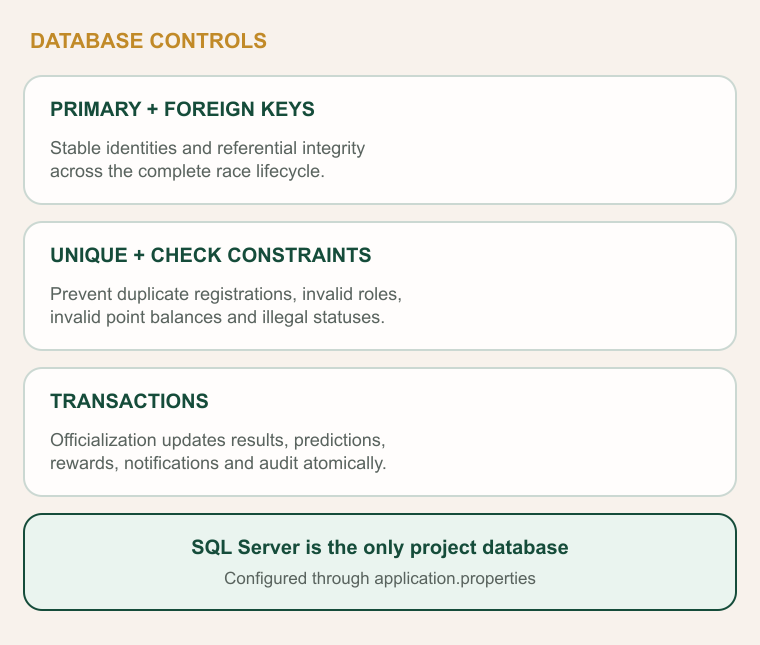 DATABASE CONTROLS
PRIMARY + FOREIGN KEYS
Stable identities and referential integrity
across the complete race lifecycle.
UNIQUE + CHECK CONSTRAINTS
Prevent duplicate registrations, invalid roles,
invalid point balances and illegal statuses.
TRANSACTIONS
Officialization updates results, predictions,
rewards, notifications and audit atomically.
SQL Server is the only project database
Configured through application.properties